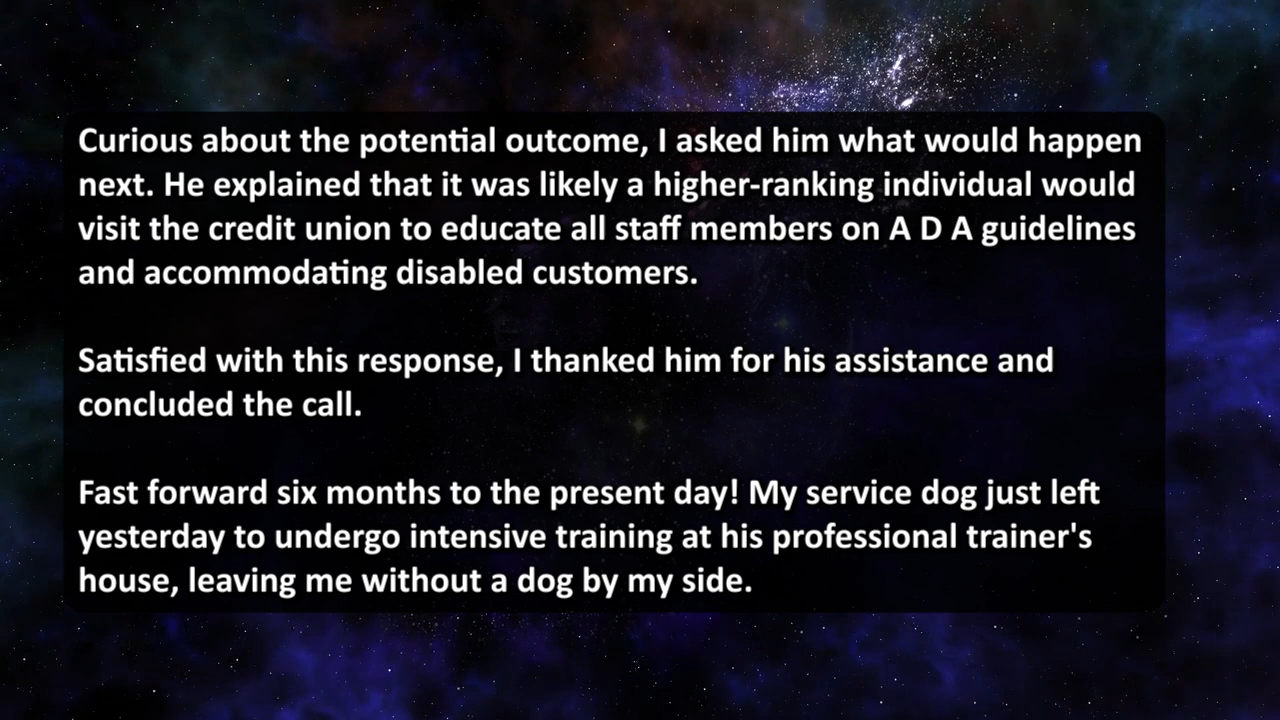 Curious about the potential outcome, I asked him what would happen
next. He explained that it was likely a higher-ranking individual would
visit the credit union to educate all staff members on A D A guidelines
and accommodating disabled customers.
Satisfied with this response, I thanked him for his assistance and
concluded the call.
Fast forward six months to the present day! My service dog just left
yesterday to undergo intensive training at his professional trainer's
house, leaving me without a dog by my side.